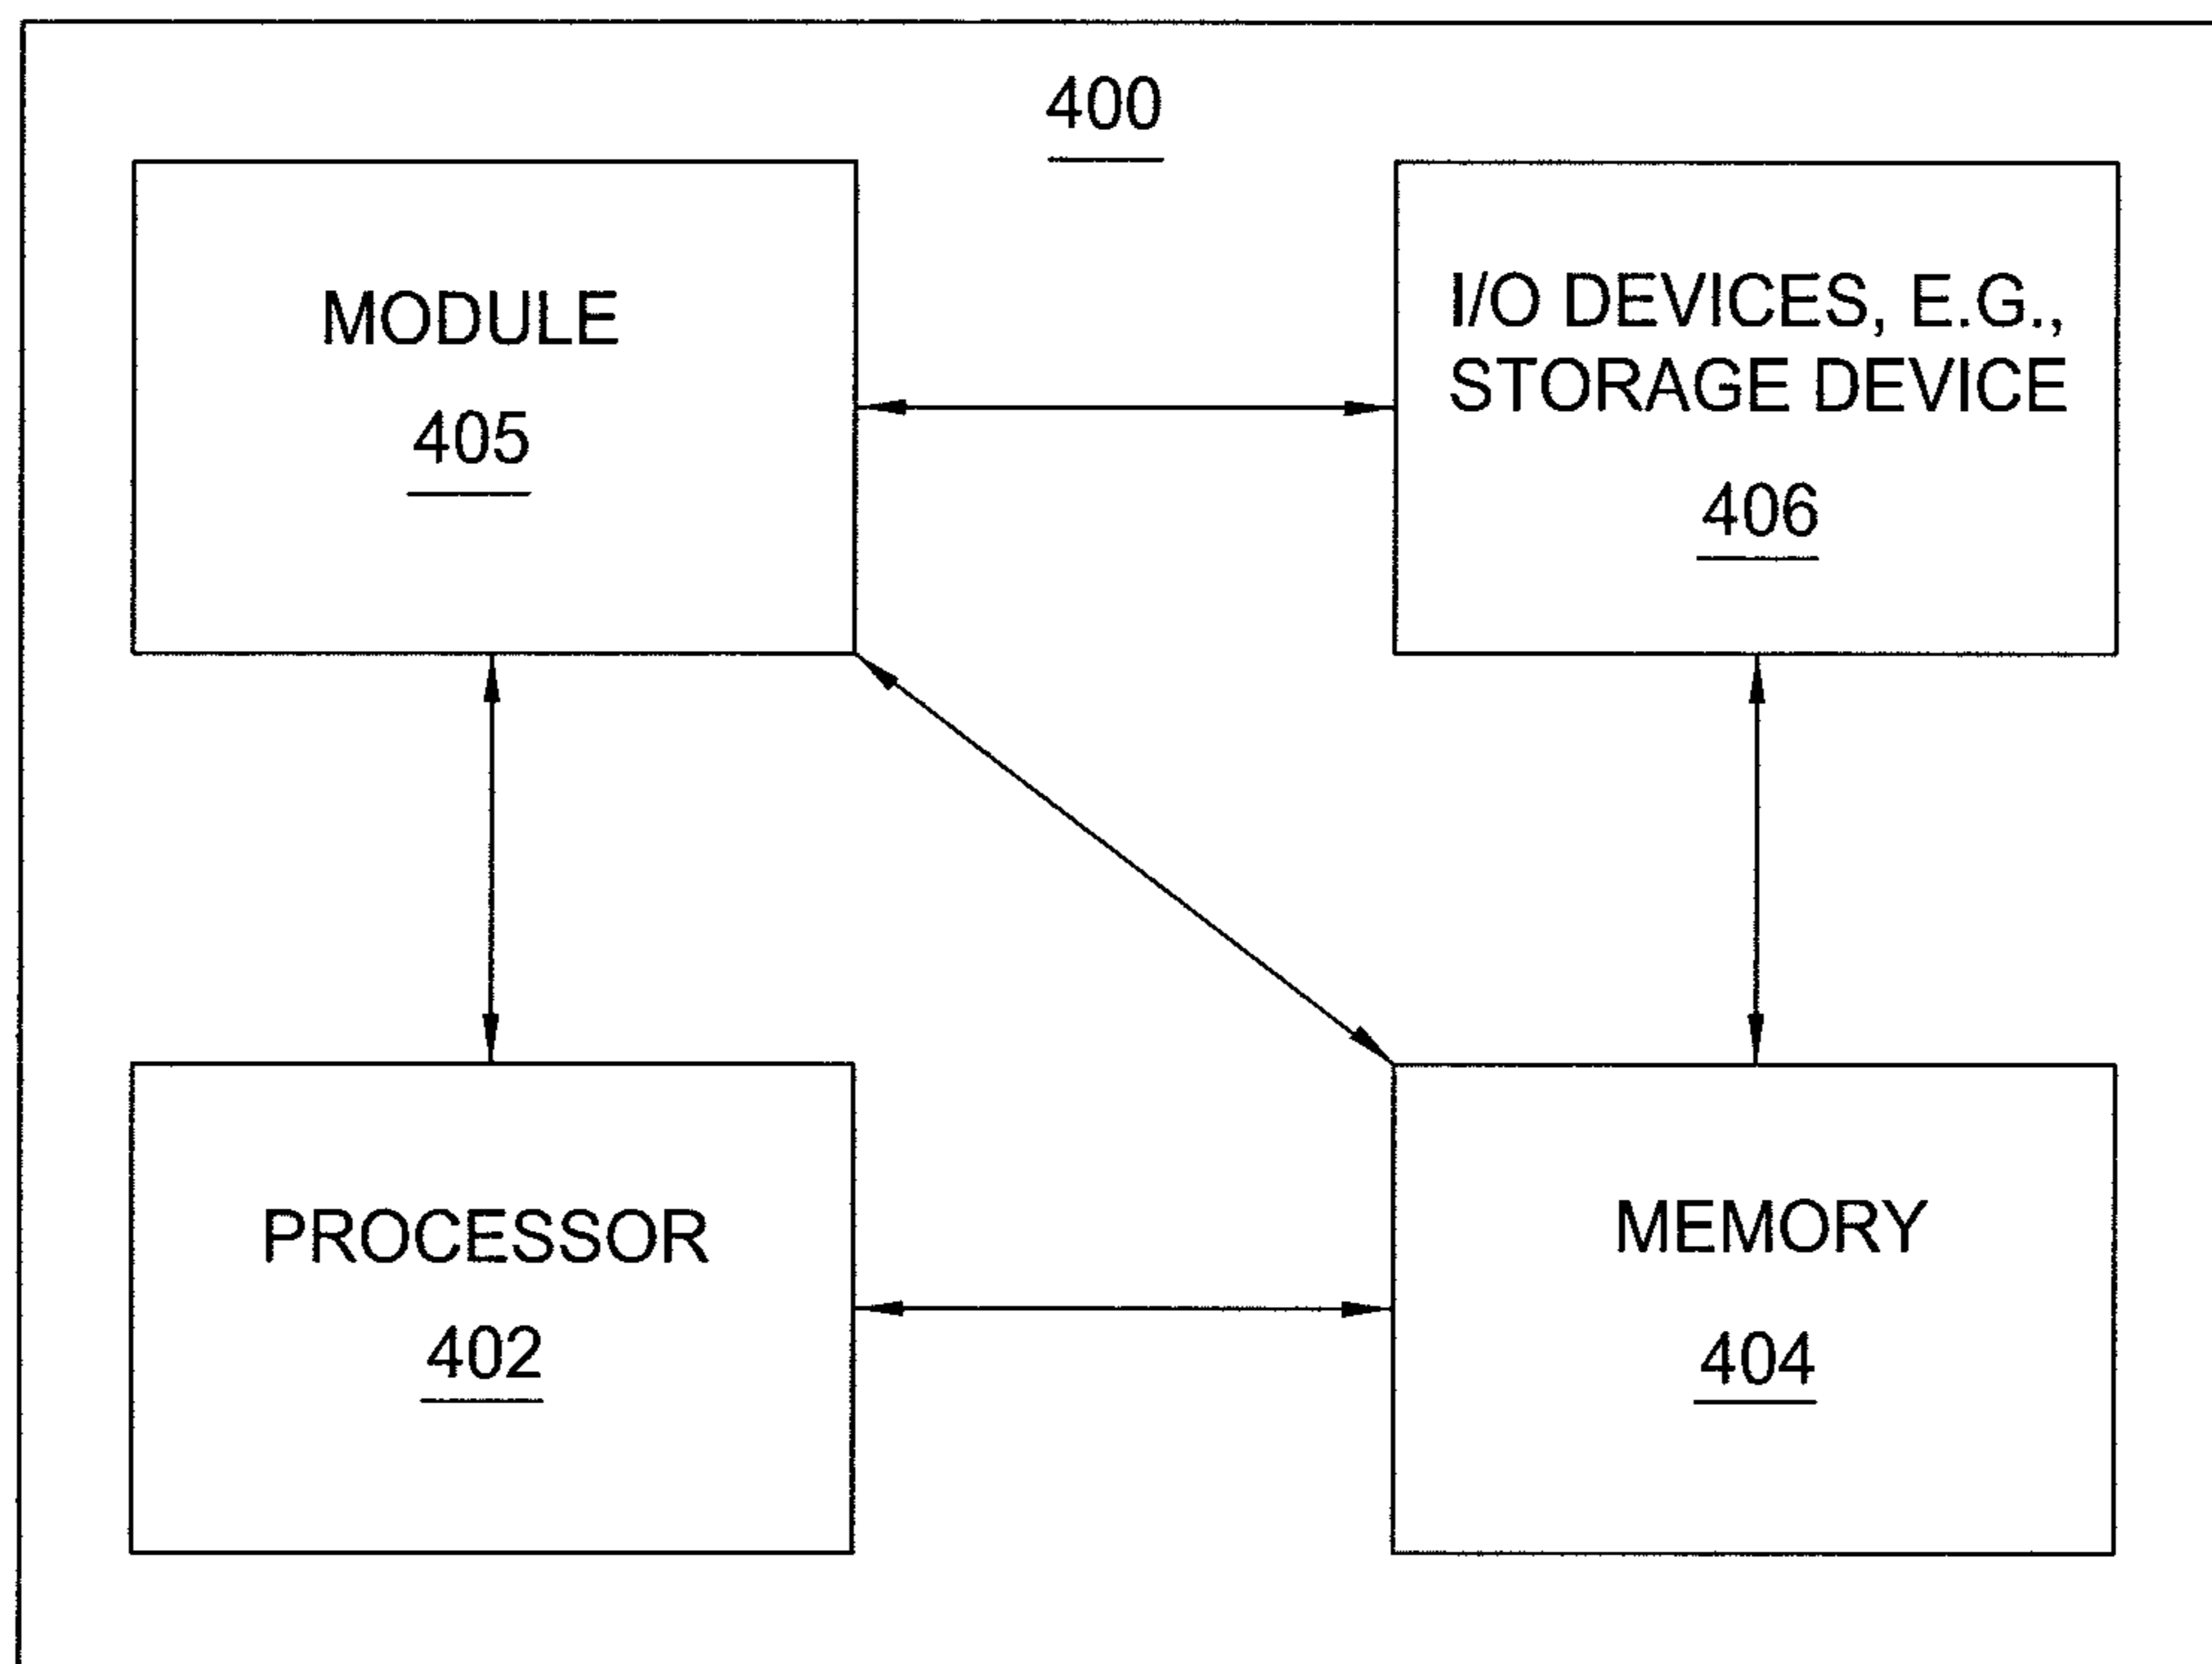 400
MODULE
405
I/O DEVICES, E.G.,
STORAGE DEVICE
406
PROCESSOR
402
MEMORY
404